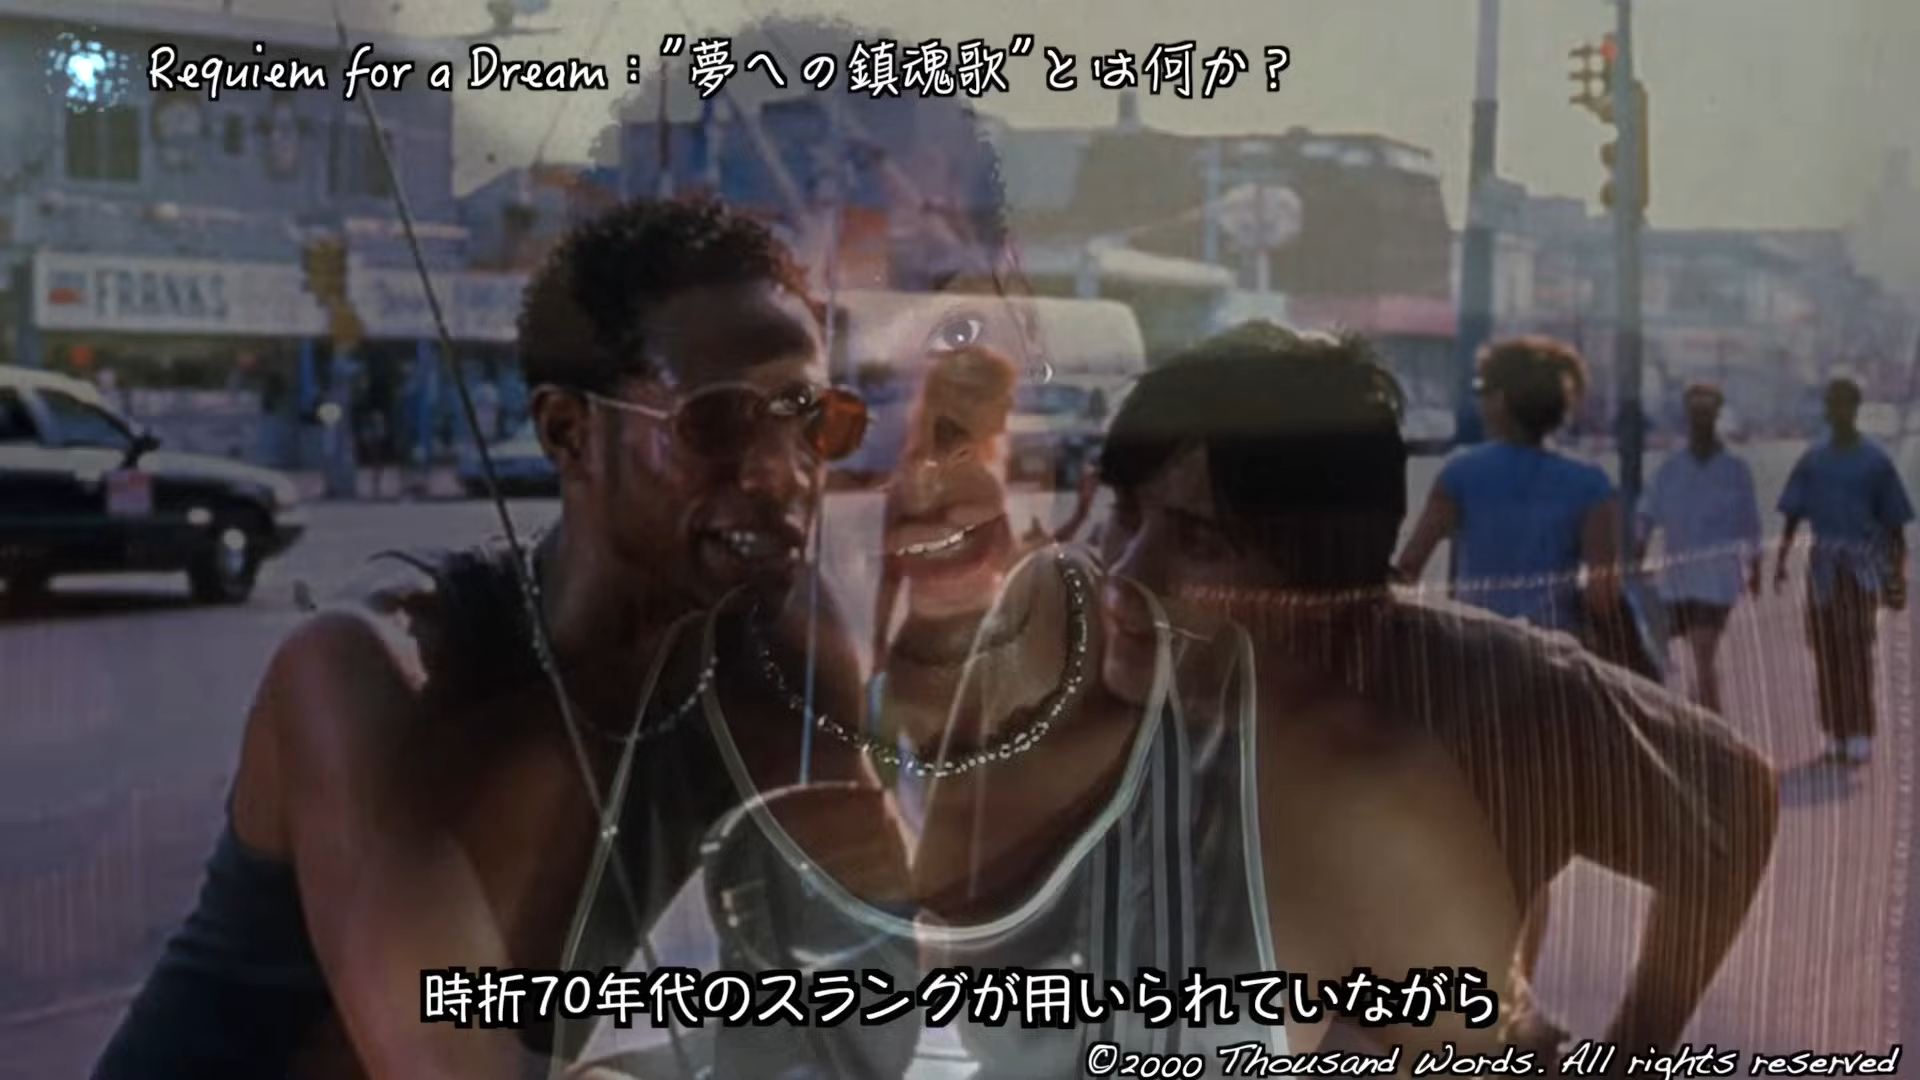 Requiem for a Dream："夢への鎮魂歌"とは何か？
FRANKS
時折70年代のスラングが用いられていながら
©2000 Thousand Words. All rights reserved